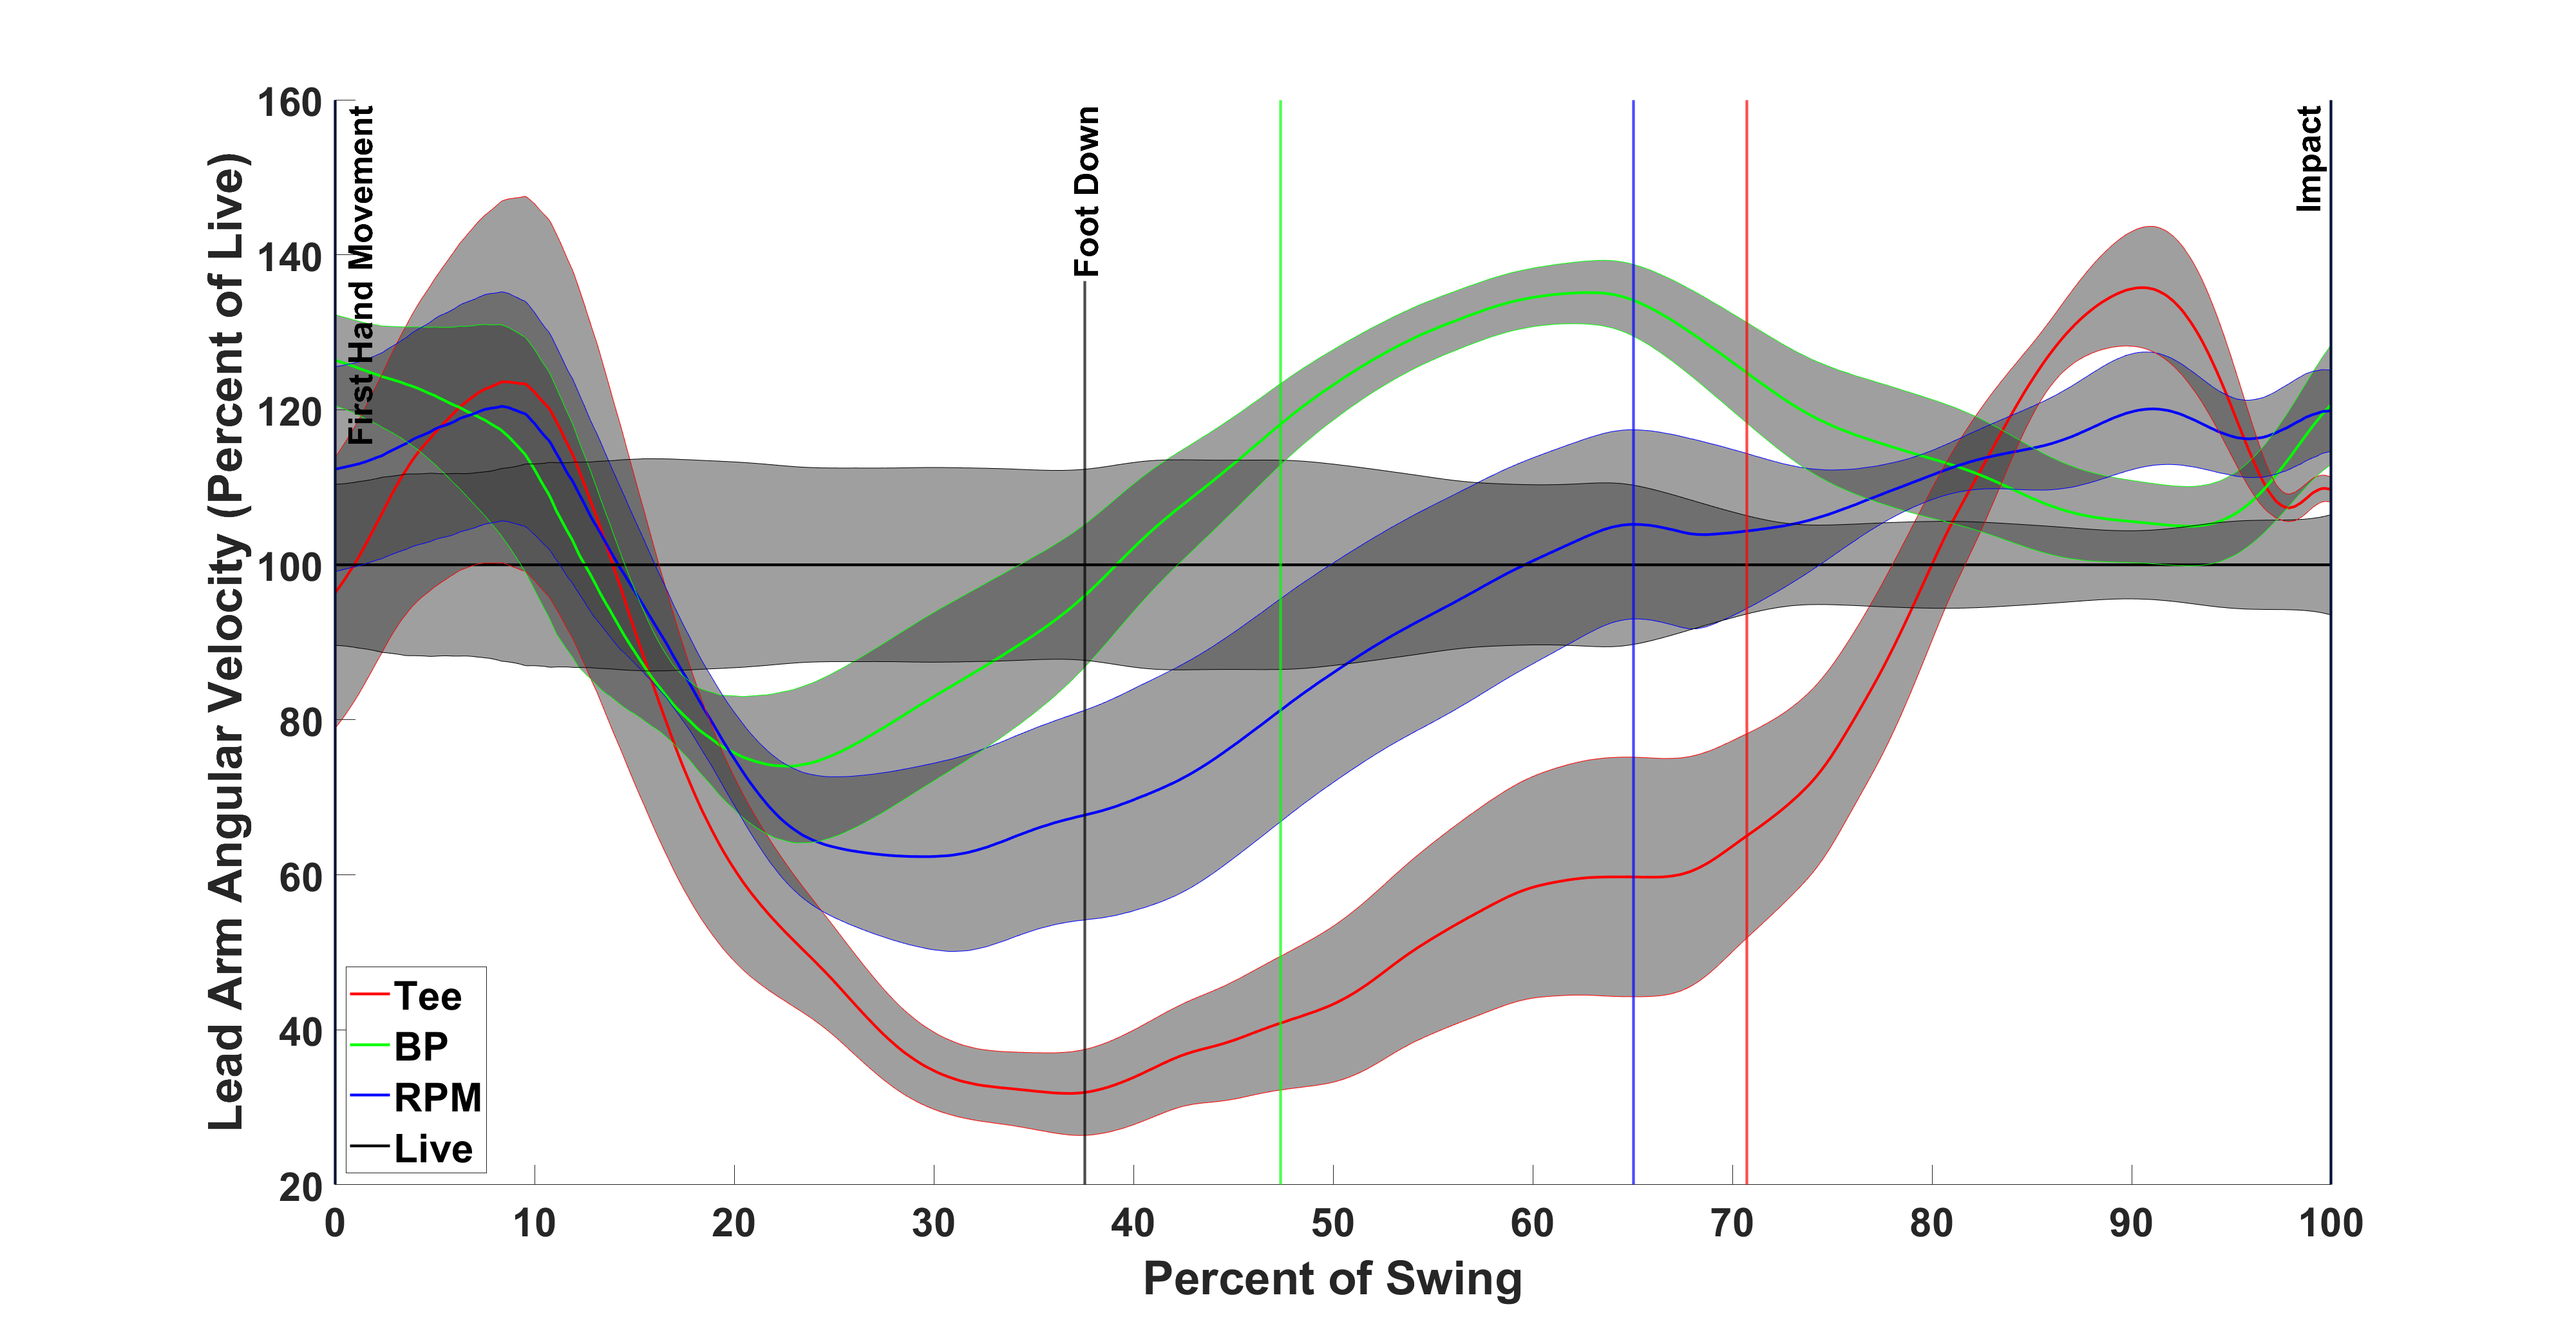 160
140
120
100
80
60
40
20
Lead Arm Angular Velocity (Percent of Live)
First Hand Movement
Foot Down
Impact
Tee
BP
RPM
Live
0 10 20 30 40 50 60 70 80 90 100
Percent of Swing